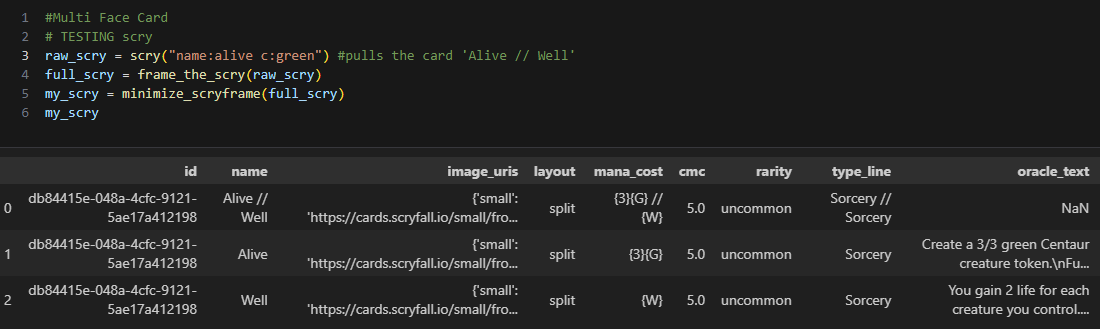 1 #Multi Face Card
2 # TESTING scry
3 raw_scry = scry("name:alive c:green") #pulls the card 'Alive // Well'
4 full_scry = frame_the_scry(raw_scry)
5 my_scry = minimize_scryframe(full_scry)
6 my_scry
id name image_uris layout mana_cost cmc rarity type_line oracle_text
0 db84415e-048a-4cfc-9121- Alive // {'small': split {3}{G} // 5.0 uncommon Sorcery // NaN
5ae17a412198 Well 'https://cards.scryfall.io/small/fro... {W} Sorcery
1 db84415e-048a-4cfc-9121- Alive {'small': split {3}{G} 5.0 uncommon Sorcery Create a 3/3 green Centaur
5ae17a412198 'https://cards.scryfall.io/small/fro... creature token.\nFu...
2 db84415e-048a-4cfc-9121- Well {'small': split {W} 5.0 uncommon Sorcery You gain 2 life for each
5ae17a412198 'https://cards.scryfall.io/small/fro... creature you control....